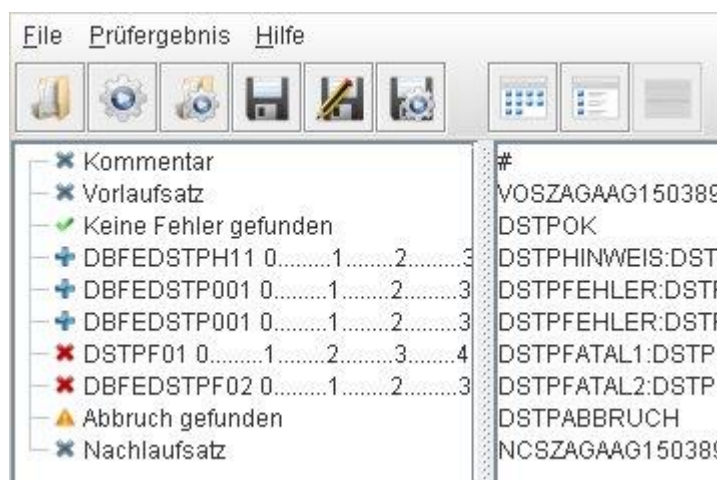 File Prüfergebnis Hilfe
Kommentar
Vorlaufsatz
Keine Fehler gefunden
DBFEDSTPH11 0.........1.........2.........3
DBFEDSTP001 0.........1.........2.........3
DBFEDSTP001 0.........1.........2.........3
DSTPF01 0.........1.........2.........3.........4
DBFEDSTPF02 0.........1.........2.........3
Abbruch gefunden
Nachlaufsatz
#
VOSZAGAAG150389
DSTPOK
DSTPHINWEIS:DST
DSTPFEHLER:DST
DSTPFEHLER:DST
DSTPFATAL1:DSTP
DSTPFATAL2:DSTP
DSTPABBRUCH
NCSZAGAAG150389